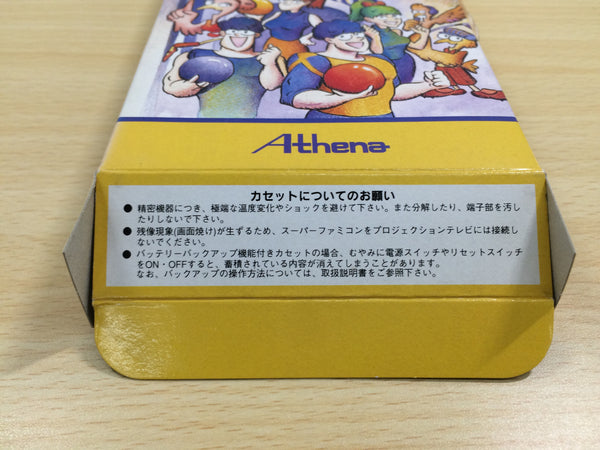 Athena
カセットについてのお願い
● 精密機器につき、極端な温度変化やショックを避けて下さい。また分解したり、端子部を汚し
たりしないで下さい。
● 残像現象(画面焼け)が生ずるため、スーパーファミコンをプロジェクションテレビには接続し
ないでください。
● バッテリーバックアップ機能付きカセットの場合、むやみに電源スイッチやリセットスイッチ
をON・OFFすると、蓄積されている内容が消えてしまうことがあります。
なお、バックアップの操作方法については、取扱説明書をご参照下さい。